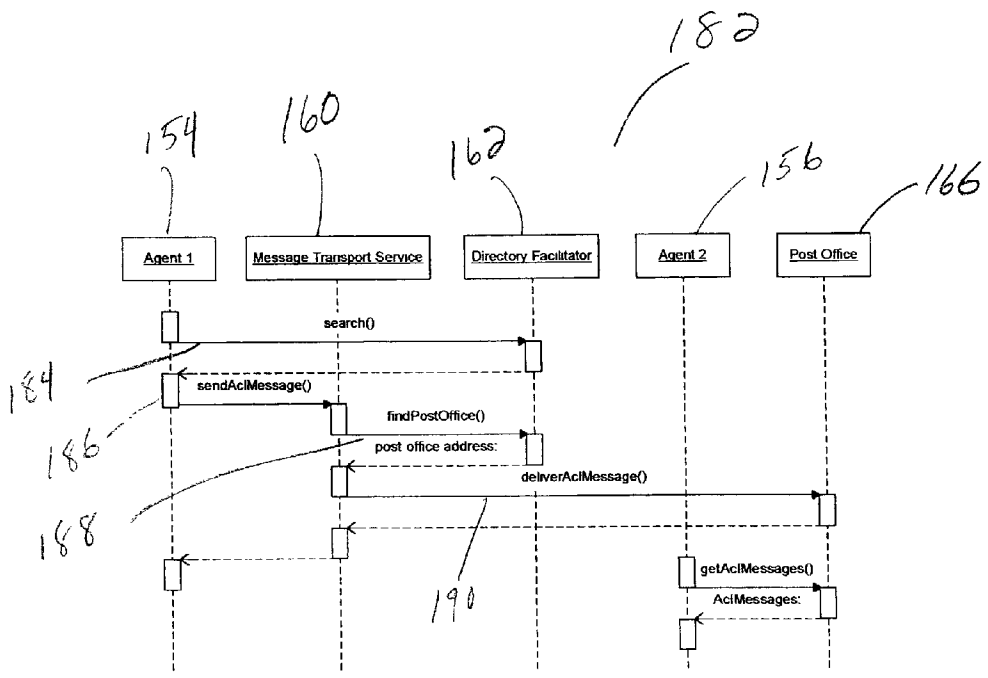 182
154
160
162
156
166
Agent 1
Message Transport Service
Directory Facilitator
Agent 2
Post Office
search()
184
sendAclMessage()
186
findPostOffice()
post office address:
188
deliverAclMessage()
190
getAclMessages()
AclMessages: